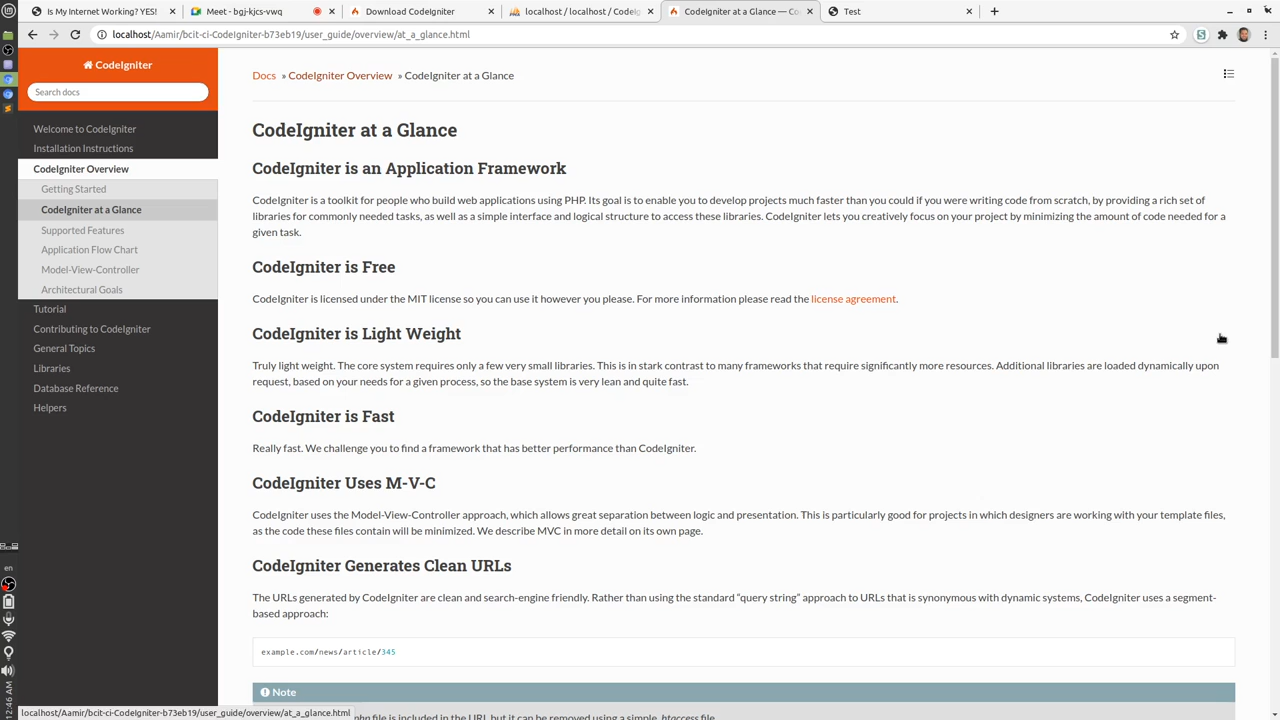 Is My Internet Working? YES!
Meet - bgj-kjcs-vwq
Download CodeIgniter
localhost / localhost / CodeIg
CodeIgniter at a Glance — Co
Test
localhost/Aamir/bcit-ci-CodeIgniter-b73eb19/user_guide/overview/at_a_glance.html
CodeIgniter
Search docs
Welcome to CodeIgniter
Installation Instructions
CodeIgniter Overview
Getting Started
CodeIgniter at a Glance
Supported Features
Application Flow Chart
Model-View-Controller
Architectural Goals
Tutorial
Contributing to CodeIgniter
General Topics
Libraries
Database Reference
Helpers
en
12:46 AM
Docs » CodeIgniter Overview » CodeIgniter at a Glance
CodeIgniter at a Glance
CodeIgniter is an Application Framework
CodeIgniter is a toolkit for people who build web applications using PHP. Its goal is to enable you to develop projects much faster than you could if you were writing code from scratch, by providing a rich set of
libraries for commonly needed tasks, as well as a simple interface and logical structure to access these libraries. CodeIgniter lets you creatively focus on your project by minimizing the amount of code needed for a
given task.
CodeIgniter is Free
CodeIgniter is licensed under the MIT license so you can use it however you please. For more information please read the license agreement.
CodeIgniter is Light Weight
Truly light weight. The core system requires only a few very small libraries. This is in stark contrast to many frameworks that require significantly more resources. Additional libraries are loaded dynamically upon
request, based on your needs for a given process, so the base system is very lean and quite fast.
CodeIgniter is Fast
Really fast. We challenge you to find a framework that has better performance than CodeIgniter.
CodeIgniter Uses M-V-C
CodeIgniter uses the Model-View-Controller approach, which allows great separation between logic and presentation. This is particularly good for projects in which designers are working with your template files,
as the code these files contain will be minimized. We describe MVC in more detail on its own page.
CodeIgniter Generates Clean URLs
The URLs generated by CodeIgniter are clean and search-engine friendly. Rather than using the standard “query string” approach to URLs that is synonymous with dynamic systems, CodeIgniter uses a segment-
based approach:
example.com/news/article/345
Note
file is included in the URL but it can be removed using a simple .htaccess file.
localhost/Aamir/bcit-ci-CodeIgniter-b73eb19/user_guide/overview/at_a_glance.html